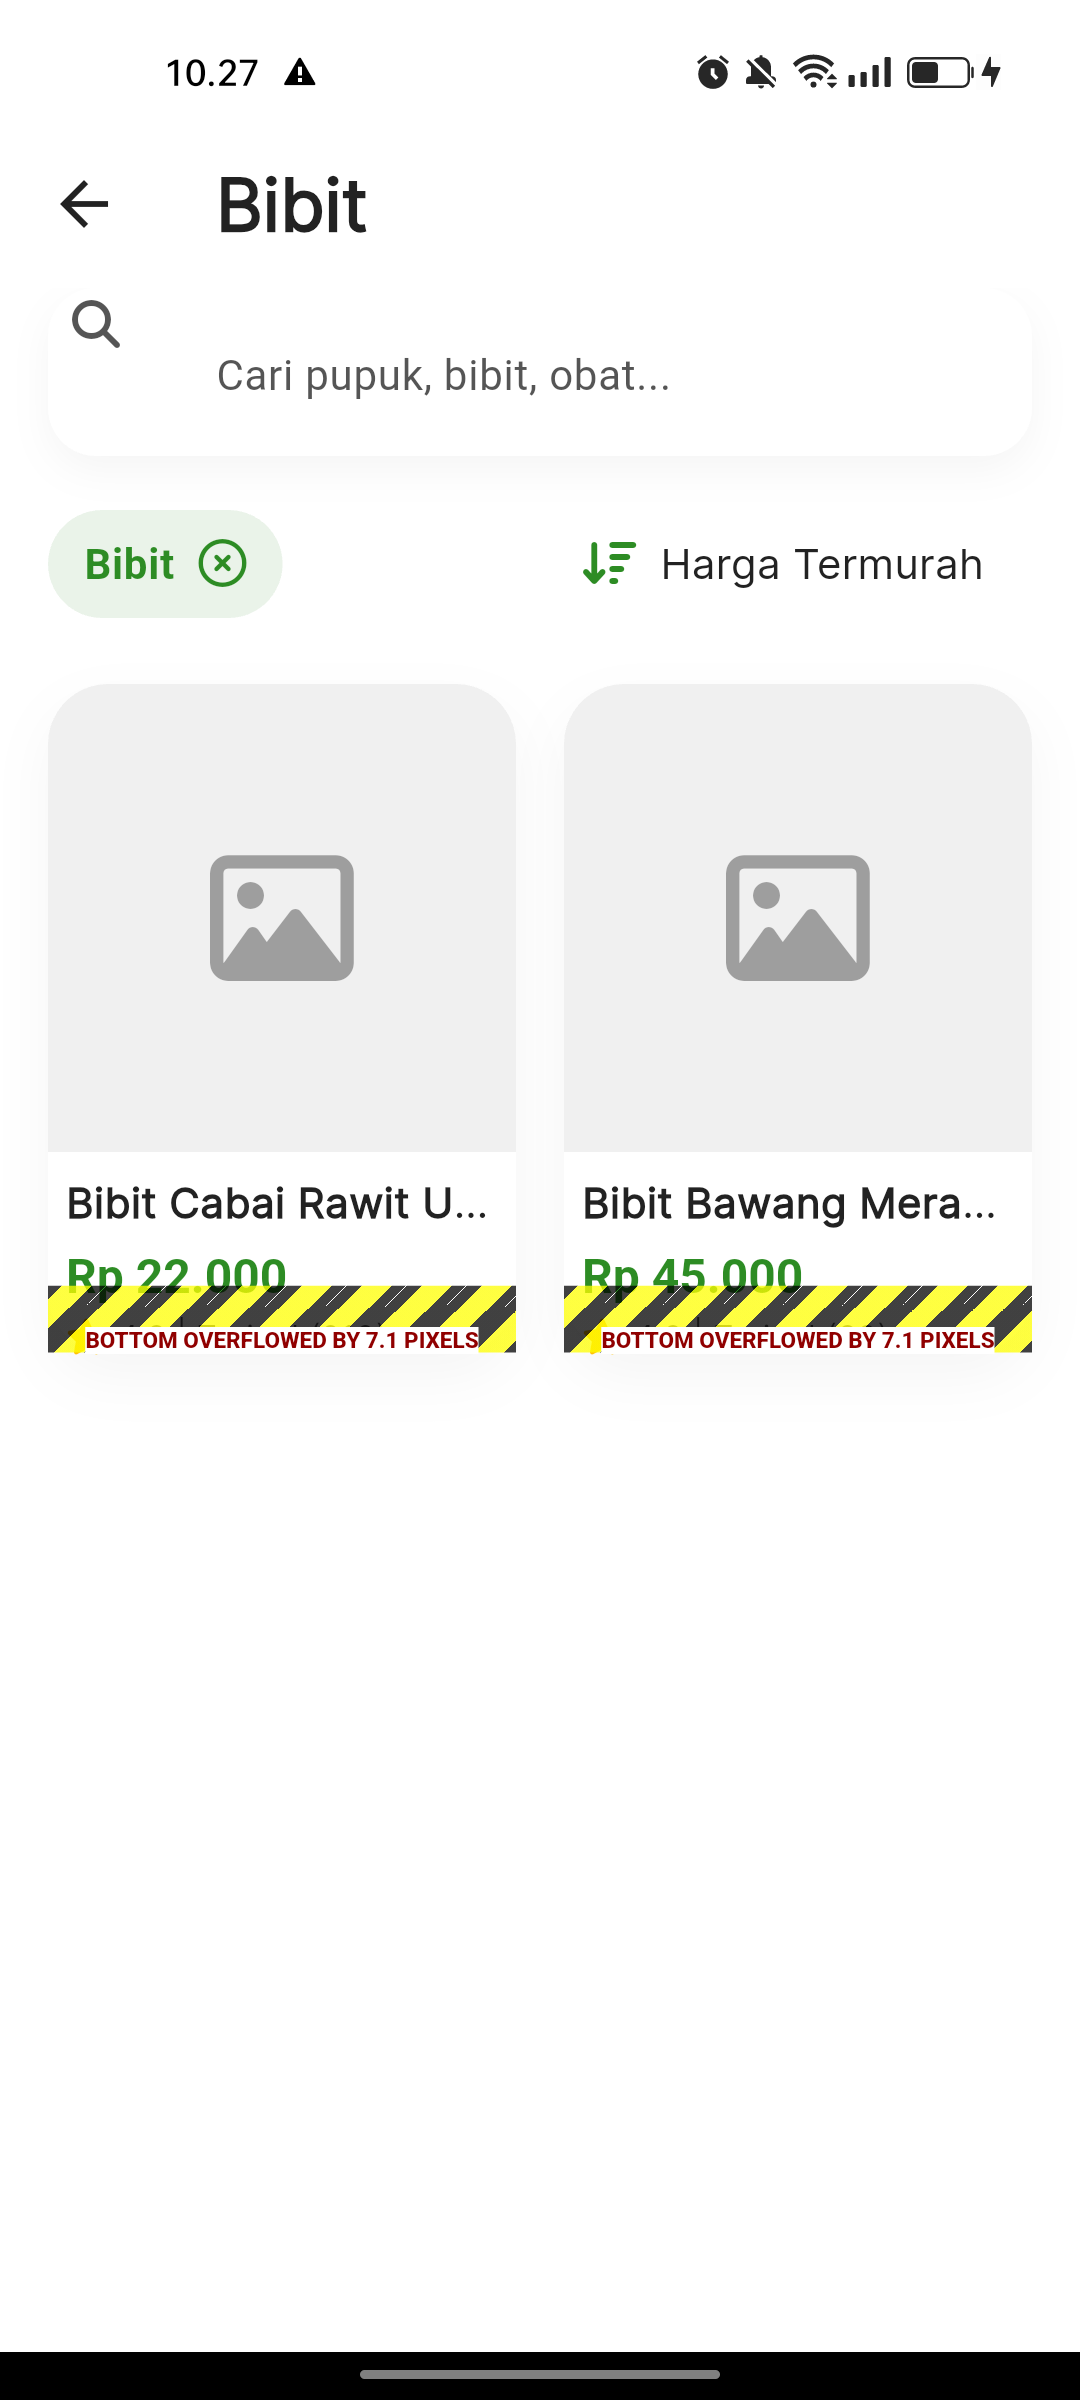 10.27
Bibit
Cari pupuk, bibit, obat...
Bibit
Harga Termurah
Bibit Cabai Rawit U...
Bibit Bawang Mera...
Rp 22.000
Rp 45.000
BOTTOM OVERFLOWED BY 7.1 PIXELS
BOTTOM OVERFLOWED BY 7.1 PIXELS